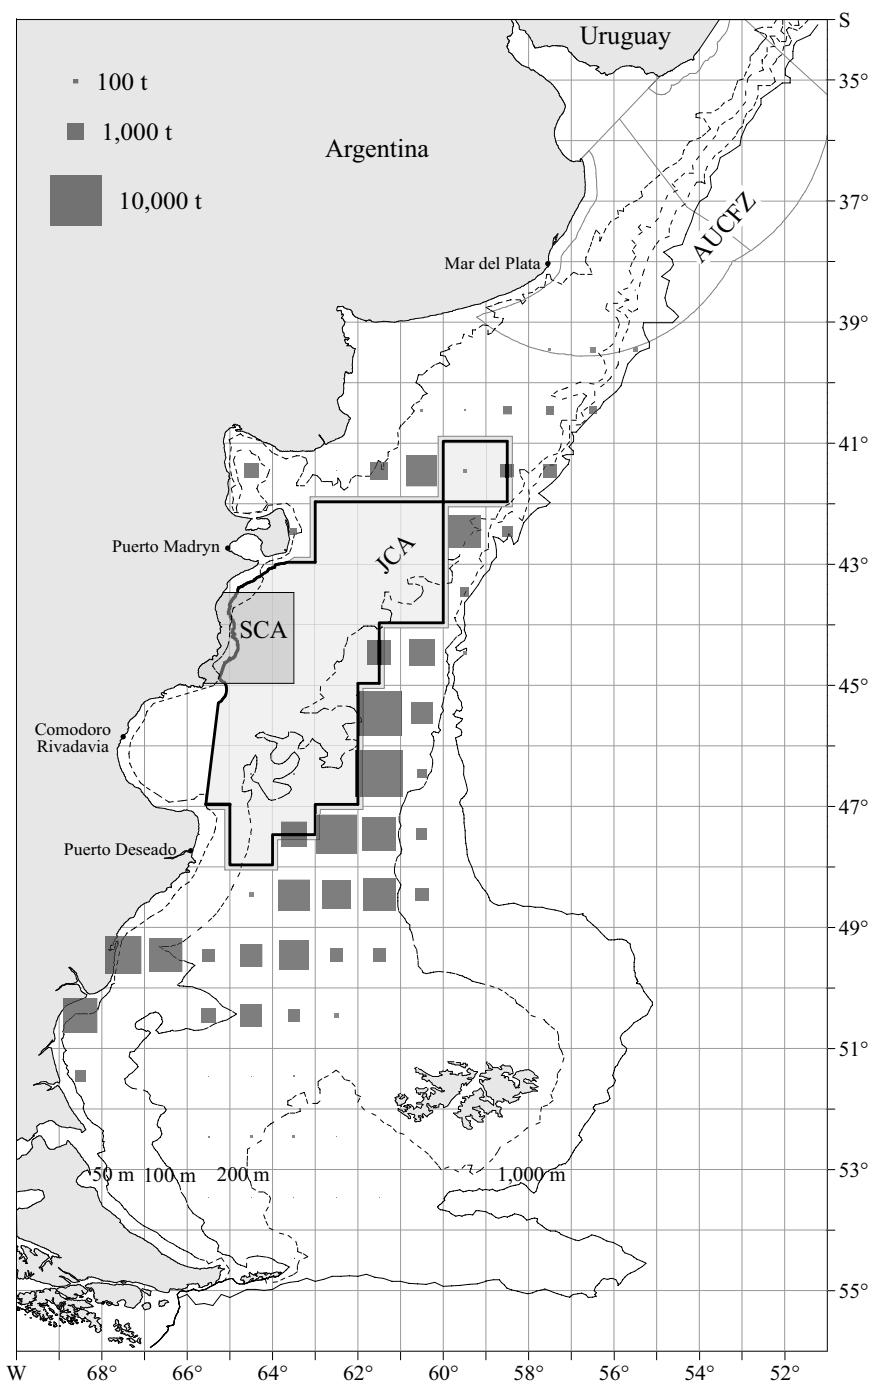 S
Uruguay
35°
100 t
1,000 t
Argentina
10,000 t
37°
AUCFZ
Mar del Plata
39°
41°
Puerto Madryn
JCA
43°
SCA
45°
Comodoro
Rivadavia
47°
Puerto Deseado
49°
51°
50 m 100 m 200 m 1,000 m
53°
55°
W 68° 66° 64° 62° 60° 58° 56° 54° 52°